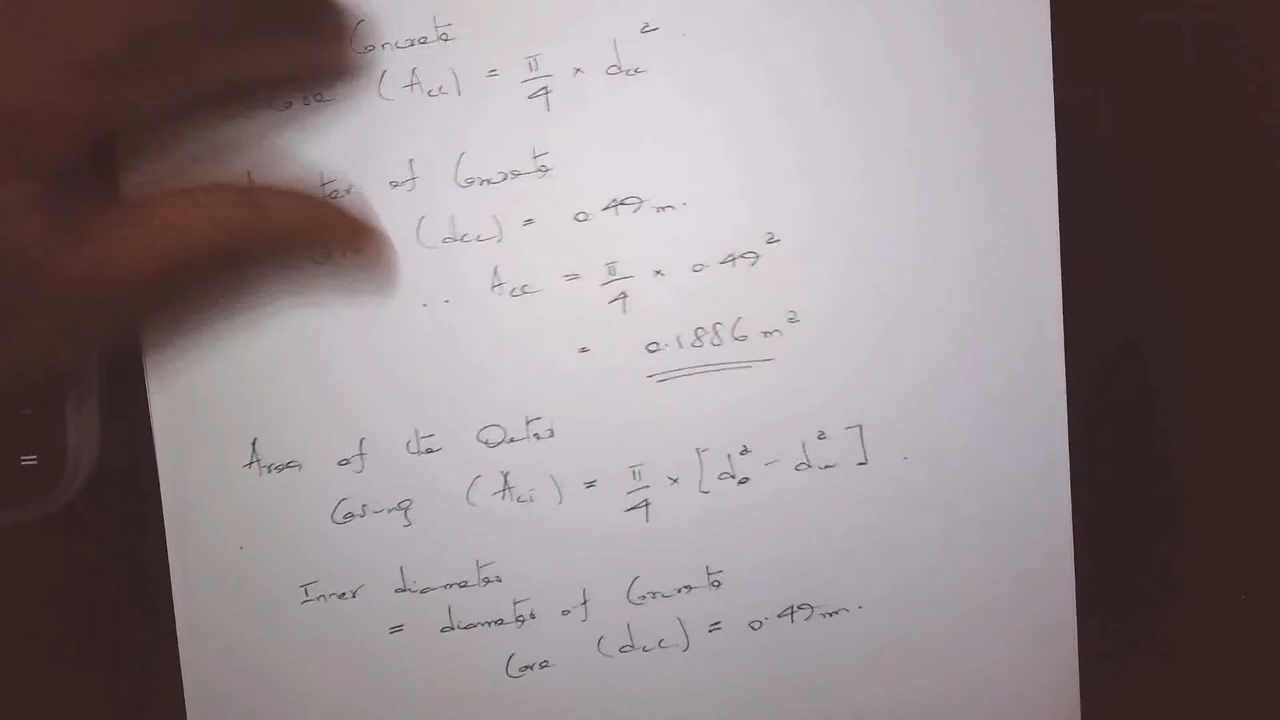 Concrete
(Acc) = π/4 × dcc²
of Concrete
(dcc) = 0.49 m.
∴ Acc = π/4 × 0.49²
= 0.1886 m²
Area of the Outer
Casing (Aci) = π/4 × [do² - din²]
Inner diameter
= diameter of Concrete
Core (dcc) = 0.49 m.